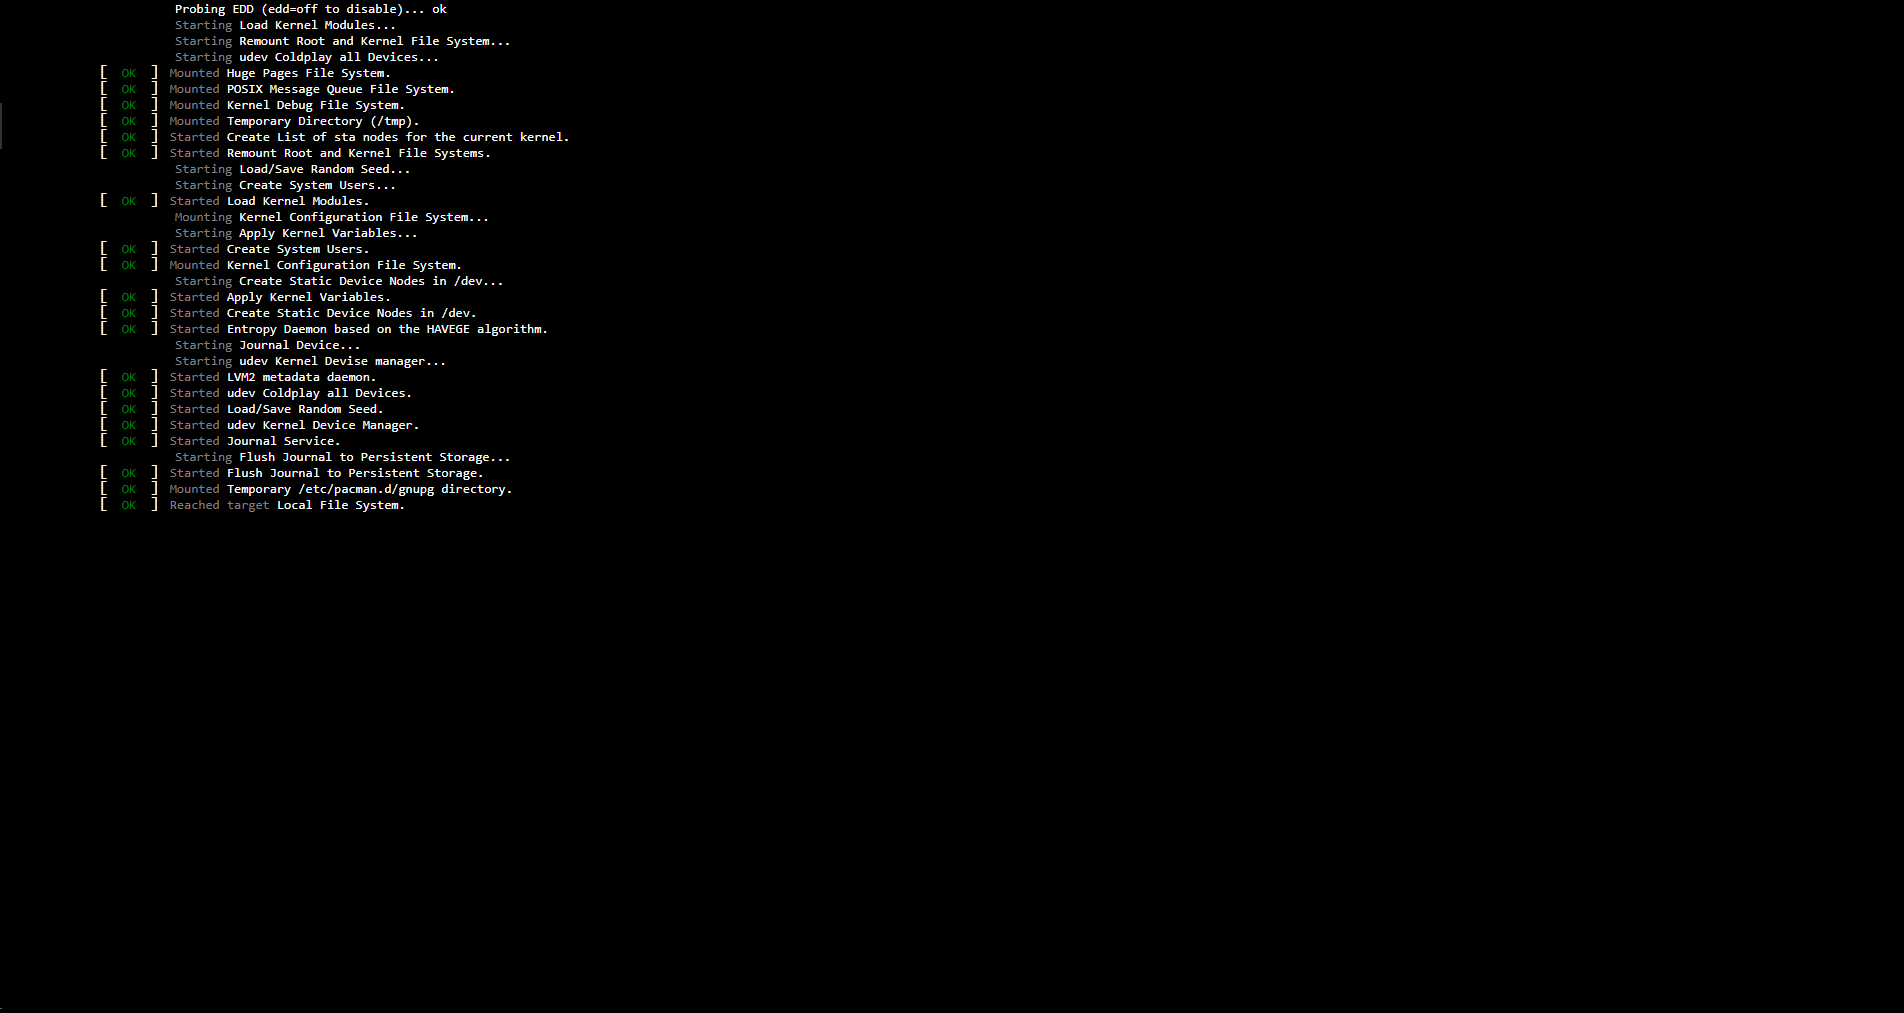 Probing EDD (edd=off to disable)... ok
Starting Load Kernel Modules...
Starting Remount Root and Kernel File System...
Starting udev Coldplay all Devices...
[ OK ] Mounted Huge Pages File System.
[ OK ] Mounted POSIX Message Queue File System.
[ OK ] Mounted Kernel Debug File System.
[ OK ] Mounted Temporary Directory (/tmp).
[ OK ] Started Create List of sta nodes for the current kernel.
[ OK ] Started Remount Root and Kernel File Systems.
Starting Load/Save Random Seed...
Starting Create System Users...
[ OK ] Started Load Kernel Modules.
Mounting Kernel Configuration File System...
Starting Apply Kernel Variables...
[ OK ] Started Create System Users.
[ OK ] Mounted Kernel Configuration File System.
Starting Create Static Device Nodes in /dev...
[ OK ] Started Apply Kernel Variables.
[ OK ] Started Create Static Device Nodes in /dev.
[ OK ] Started Entropy Daemon based on the HAVEGE algorithm.
Starting Journal Device...
Starting udev Kernel Devise manager...
[ OK ] Started LVM2 metadata daemon.
[ OK ] Started udev Coldplay all Devices.
[ OK ] Started Load/Save Random Seed.
[ OK ] Started udev Kernel Device Manager.
[ OK ] Started Journal Service.
Starting Flush Journal to Persistent Storage...
[ OK ] Started Flush Journal to Persistent Storage.
[ OK ] Mounted Temporary /etc/pacman.d/gnupg directory.
[ OK ] Reached target Local File System.